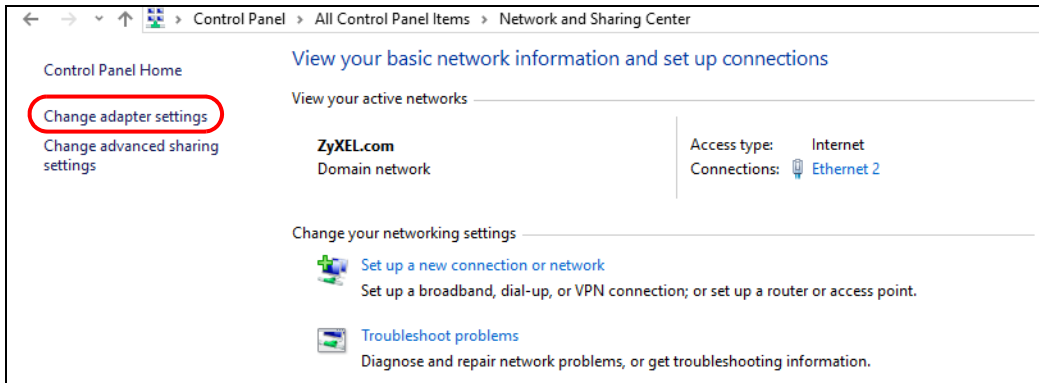 Control Panel > All Control Panel Items > Network and Sharing Center
Control Panel Home
Change adapter settings
Change advanced sharing
settings
View your basic network information and set up connections
View your active networks
ZyXEL.com
Domain network
Access type: Internet
Connections: Ethernet 2
Change your networking settings
Set up a new connection or network
Set up a broadband, dial-up, or VPN connection; or set up a router or access point.
Troubleshoot problems
Diagnose and repair network problems, or get troubleshooting information.